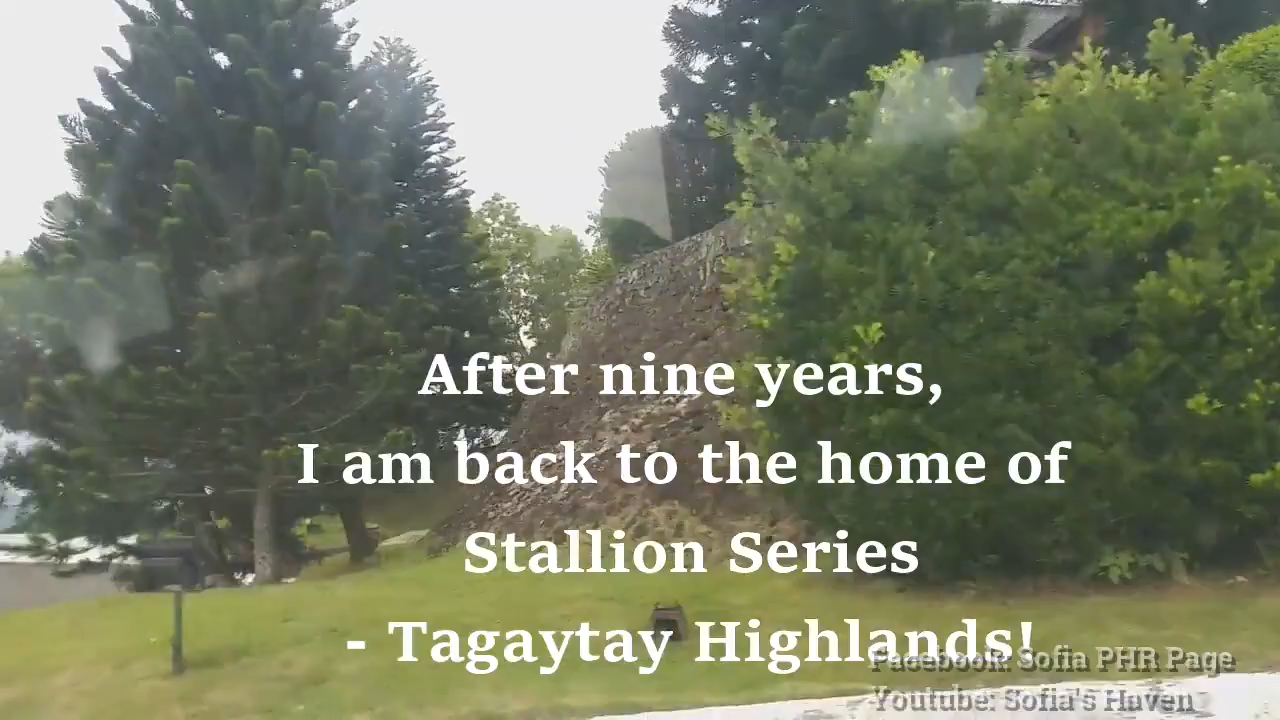 After nine years,
I am back to the home of
Stallion Series
- Tagaytay Highlands!
Facebook: Sofia PHR Page
Youtube: Sofia's Haven